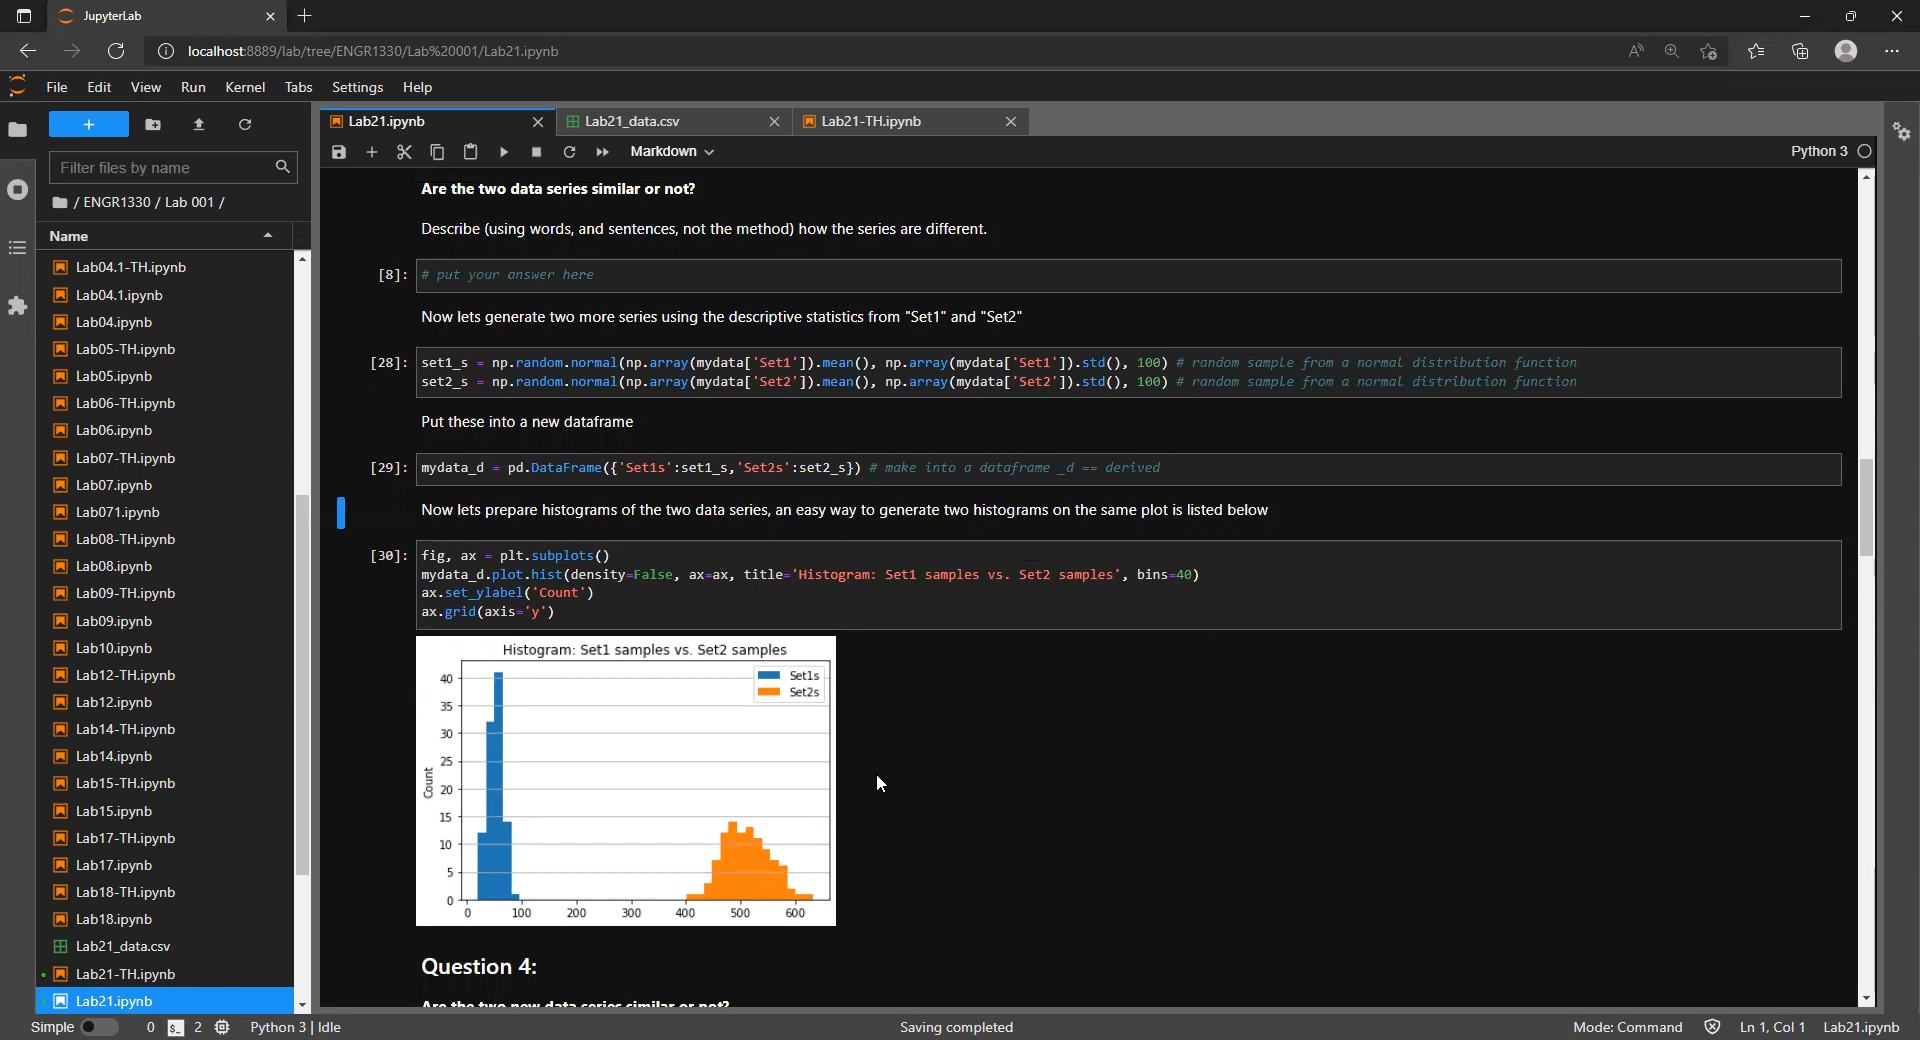 JupyterLab
localhost:8889/lab/tree/ENGR1330/Lab%20001/Lab21.ipynb
File Edit View Run Kernel Tabs Settings Help
Lab21.ipynb
Lab21_data.csv
Lab21-TH.ipynb
Filter files by name
Markdown
Python 3
/ ENGR1330 / Lab 001 /
Name
Lab04.1-TH.ipynb
Lab04.1.ipynb
Lab04.ipynb
Lab05-TH.ipynb
Lab05.ipynb
Lab06-TH.ipynb
Lab06.ipynb
Lab07-TH.ipynb
Lab07.ipynb
Lab071.ipynb
Lab08-TH.ipynb
Lab08.ipynb
Lab09-TH.ipynb
Lab09.ipynb
Lab10.ipynb
Lab12-TH.ipynb
Lab12.ipynb
Lab14-TH.ipynb
Lab14.ipynb
Lab15-TH.ipynb
Lab15.ipynb
Lab17-TH.ipynb
Lab17.ipynb
Lab18-TH.ipynb
Lab18.ipynb
Lab21_data.csv
Lab21-TH.ipynb
Lab21.ipynb
Are the two data series similar or not?
Describe (using words, and sentences, not the method) how the series are different.
[8]: # put your answer here
Now lets generate two more series using the descriptive statistics from "Set1" and "Set2"
[28]: set1_s = np.random.normal(np.array(mydata['Set1']).mean(), np.array(mydata['Set1']).std(), 100) # random sample from a normal distribution function
set2_s = np.random.normal(np.array(mydata['Set2']).mean(), np.array(mydata['Set2']).std(), 100) # random sample from a normal distribution function
Put these into a new dataframe
[29]: mydata_d = pd.DataFrame({'Set1s':set1_s,'Set2s':set2_s}) # make into a dataframe _d == derived
Now lets prepare histograms of the two data series, an easy way to generate two histograms on the same plot is listed below
[30]: fig, ax = plt.subplots()
mydata_d.plot.hist(density=False, ax=ax, title='Histogram: Set1 samples vs. Set2 samples', bins=40)
ax.set_ylabel('Count')
ax.grid(axis='y')
Histogram: Set1 samples vs. Set2 samples
Set1s
Set2s
40
35
30
25
20
15
10
5
0
Count
0 100 200 300 400 500 600
Question 4:
Are the two new data series similar or not?
Simple 0 2 Python 3 | Idle
Saving completed
Mode: Command Ln 1, Col 1 Lab21.ipynb